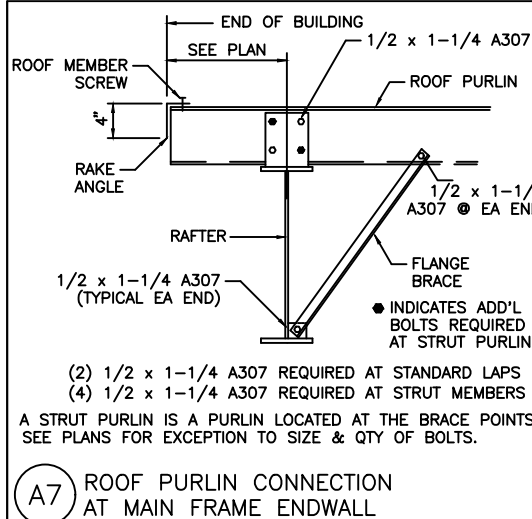 END OF BUILDING
SEE PLAN
1/2 x 1-1/4 A307
ROOF MEMBER
SCREW
ROOF PURLIN
4"
RAKE
ANGLE
1/2 x 1-1/
A307 @ EA EN
RAFTER
FLANGE
BRACE
1/2 x 1-1/4 A307
(TYPICAL EA END)
INDICATES ADD'L
BOLTS REQUIRED
AT STRUT PURLIN
(2) 1/2 x 1-1/4 A307 REQUIRED AT STANDARD LAPS
(4) 1/2 x 1-1/4 A307 REQUIRED AT STRUT MEMBERS
A STRUT PURLIN IS A PURLIN LOCATED AT THE BRACE POINTS
SEE PLANS FOR EXCEPTION TO SIZE & QTY OF BOLTS.
A7 ROOF PURLIN CONNECTION
AT MAIN FRAME ENDWALL